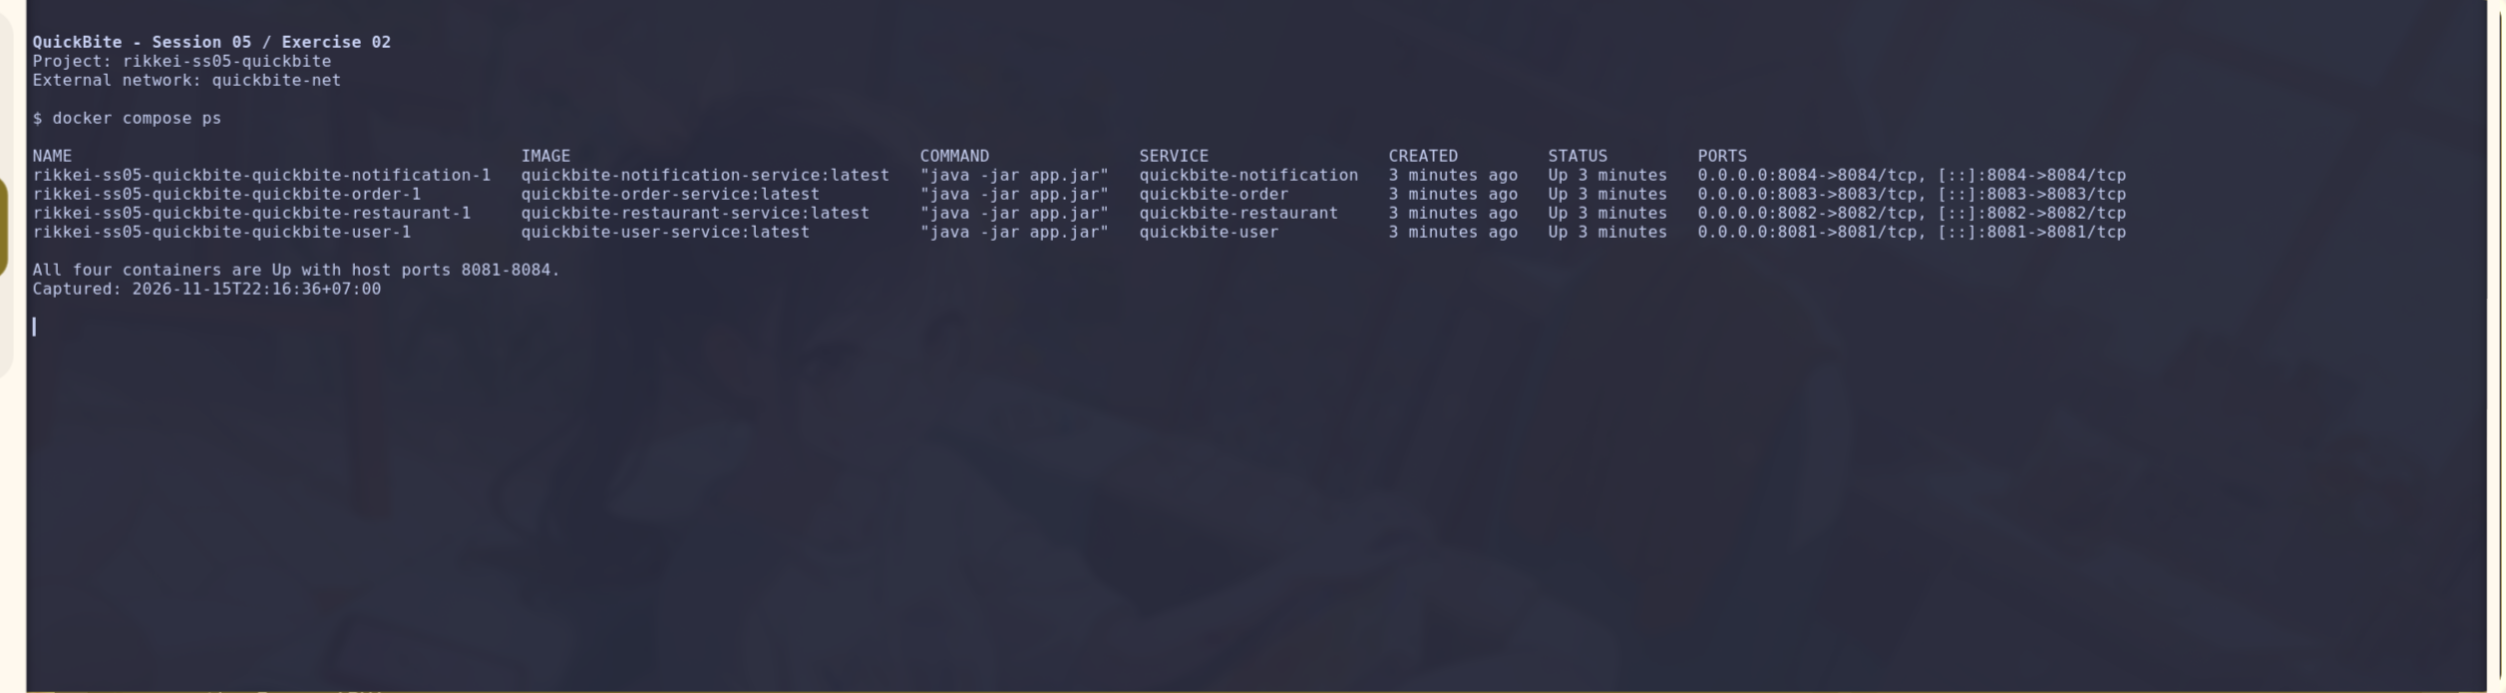 QuickBite - Session 05 / Exercise 02
Project: rikkei-ss05-quickbite
External network: quickbite-net
$ docker compose ps
NAME IMAGE COMMAND SERVICE CREATED STATUS PORTS
rikkei-ss05-quickbite-quickbite-notification-1 quickbite-notification-service:latest "java -jar app.jar" quickbite-notification 3 minutes ago Up 3 minutes 0.0.0.0:8084->8084/tcp, [::]:8084->8084/tcp
rikkei-ss05-quickbite-quickbite-order-1 quickbite-order-service:latest "java -jar app.jar" quickbite-order 3 minutes ago Up 3 minutes 0.0.0.0:8083->8083/tcp, [::]:8083->8083/tcp
rikkei-ss05-quickbite-quickbite-restaurant-1 quickbite-restaurant-service:latest "java -jar app.jar" quickbite-restaurant 3 minutes ago Up 3 minutes 0.0.0.0:8082->8082/tcp, [::]:8082->8082/tcp
rikkei-ss05-quickbite-quickbite-user-1 quickbite-user-service:latest "java -jar app.jar" quickbite-user 3 minutes ago Up 3 minutes 0.0.0.0:8081->8081/tcp, [::]:8081->8081/tcp
All four containers are Up with host ports 8081-8084.
Captured: 2026-11-15T22:16:36+07:00